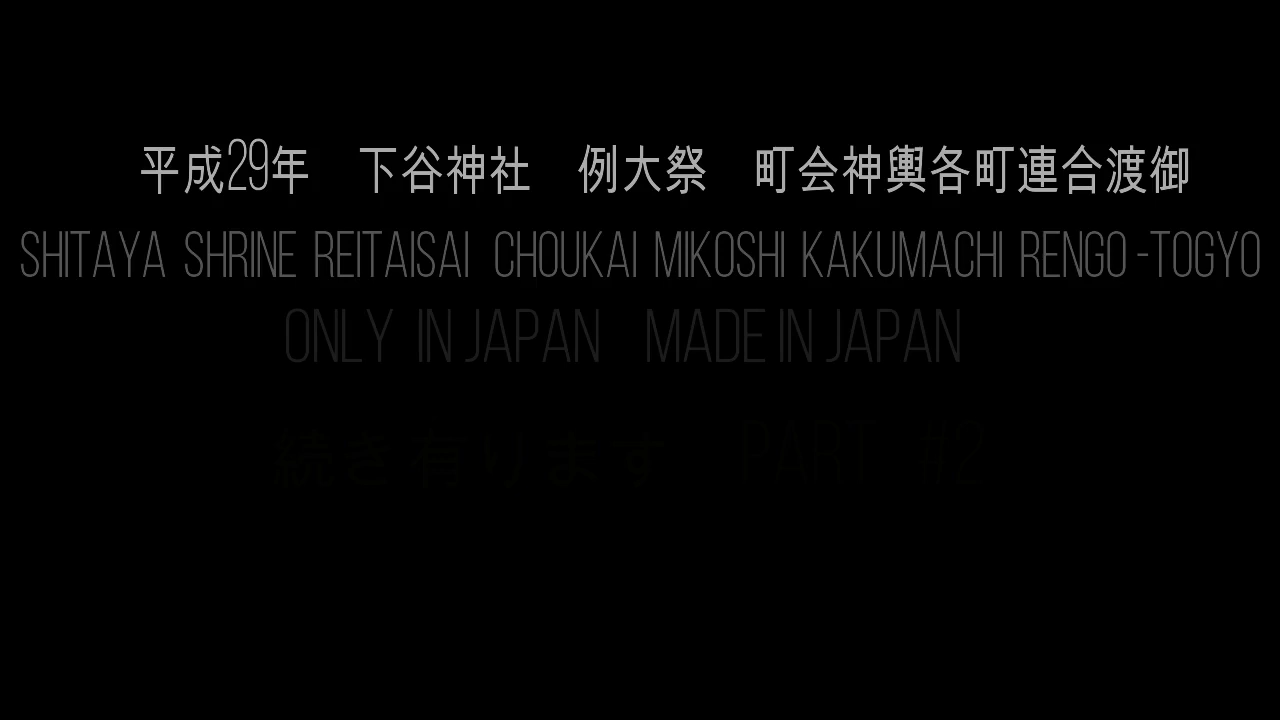 平成29年 下谷神社 例大祭 町会神輿各町連合渡御
SHITAYA SHRINE REITAISAI CHOUKAI MIKOSHI KAKUMACHI RENGO-TOGYO
ONLY IN JAPAN MADE IN JAPAN
続き有ります PART #2